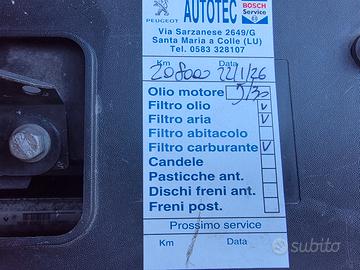 PEUGEOT
AUTOTEC
BOSCH
Service
Via Sarzanese 2649/G
Santa Maria a Colle (LU)
Tel. 0583 328107
Km Data
208000 22/1/26
Olio motore 5/30
Filtro olio v
Filtro aria v
Filtro abitacolo
Filtro carburante v
Candele
Pasticche ant.
Dischi freni ant.
Freni post.
Prossimo service
Km Data
subito